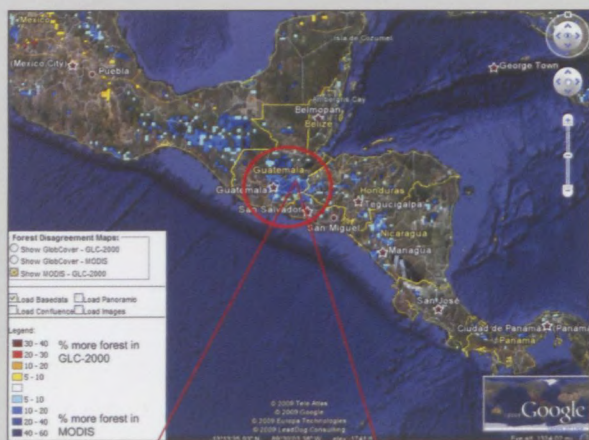 Mexico
Isla de Cozumel
(Mexico City)
Puebla
George Town
Ambergris Cay
Belmopan
Belize
Guatemala
Guatemala
Honduras
Tegucigalpa
San Salvador
San Miguel
Nicaragua
Managua
San José
Ciudad de Panamá
Panama
Panama
Forest Disagreement Maps:
Show GlobCover - GLC-2000
Show GlobCover - MODIS
Show MODIS - GLC-2000
Load Basedata Load Panoramio
Load Confluence Load Images
Legend:
30 - 40 % more forest in
20 - 30 GLC-2000
10 - 20
5 - 10
5 - 10
10 - 20
20 - 40 % more forest in
40 - 60 MODIS
© 2009 Tele Atlas
© 2009 Google
© 2009 Europa Technologies
© 2009 LeadDog Consulting
Google